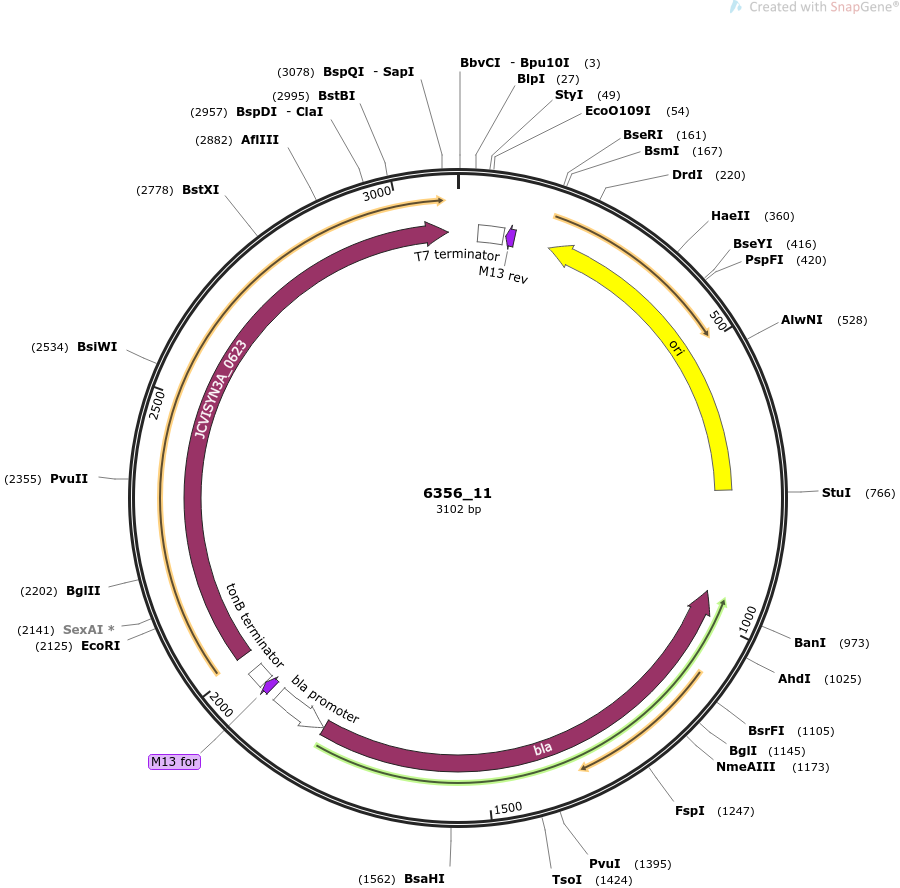 Created with SnapGene®
(3078) BspQI - SapI
(2995) BstBI
(2957) BspDI - ClaI
(2882) AflIII
(2778) BstXI
(2534) BsiWI
(2355) PvuII
(2202) BglII
(2141) SexAI *
(2125) EcoRI
BbvCI - Bpu10I (3)
BlpI (27)
StyI (49)
EcoO109I (54)
BseRI (161)
BsmI (167)
DrdI (220)
HaeII (360)
BseYI (416)
PspFI (420)
AlwNI (528)
StuI (766)
BanI (973)
AhdI (1025)
BsrFI (1105)
BglI (1145)
NmeAIII (1173)
FspI (1247)
PvuI (1395)
TsoI (1424)
(1562) BsaHI
500
1000
1500
2000
2500
3000
T7 terminator
M13 rev
ori
JCVISYN3A_0623
6356_11
3102 bp
tonB terminator
bla promoter
M13 for
bla